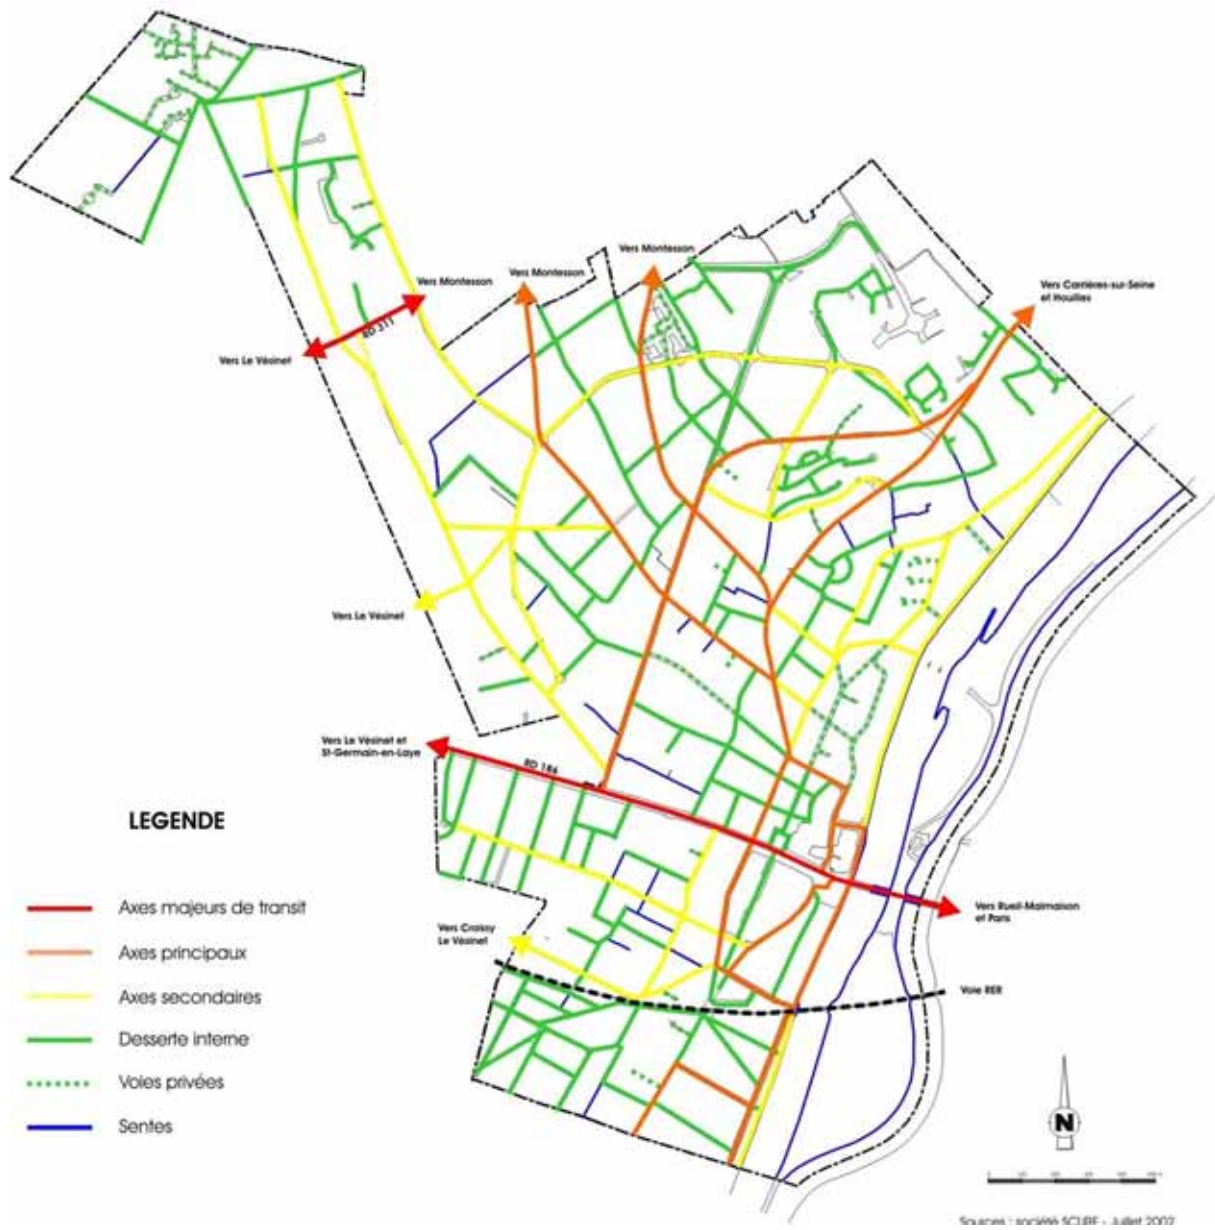 Vers Montesson
Vers Montesson
Vers Montesson
Vers Carrières-sur-Seine
et Houilles
RD 311
Vers Le Vésinet
Vers Le Vésinet
Vers Le Vésinet et
St-Germain-en-Laye
RD 186
LEGENDE
Axes majeurs de transit
Axes principaux
Axes secondaires
Desserte interne
Voies privées
Sentes
Vers Croissy
Le Vésinet
Vers Rueil-Malmaison
et Paris
Voie RER
N
Sources : société SCURE - Juillet 2002